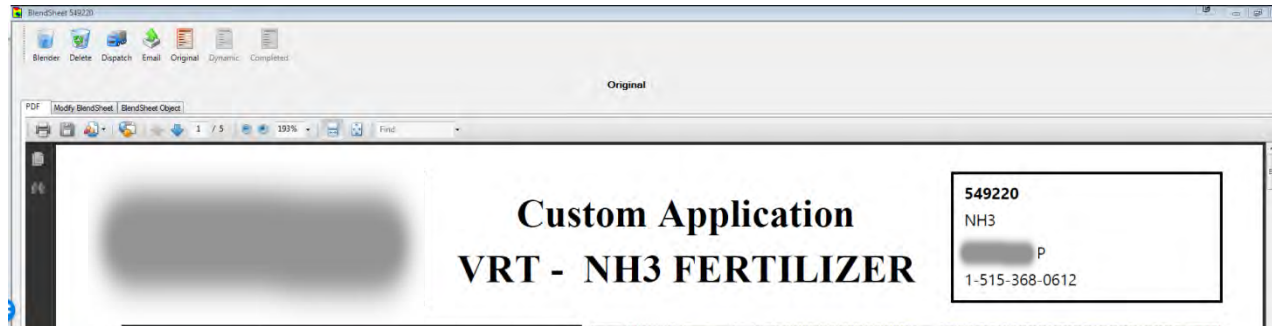 BlendSheet 549220
Blender Delete Dispatch Email Original Dynamic Completed
Original
PDF Modify BlendSheet BlendSheet Object
1 / 5 193% Find
Custom Application
VRT - NH3 FERTILIZER
549220
NH3
P
1-515-368-0612